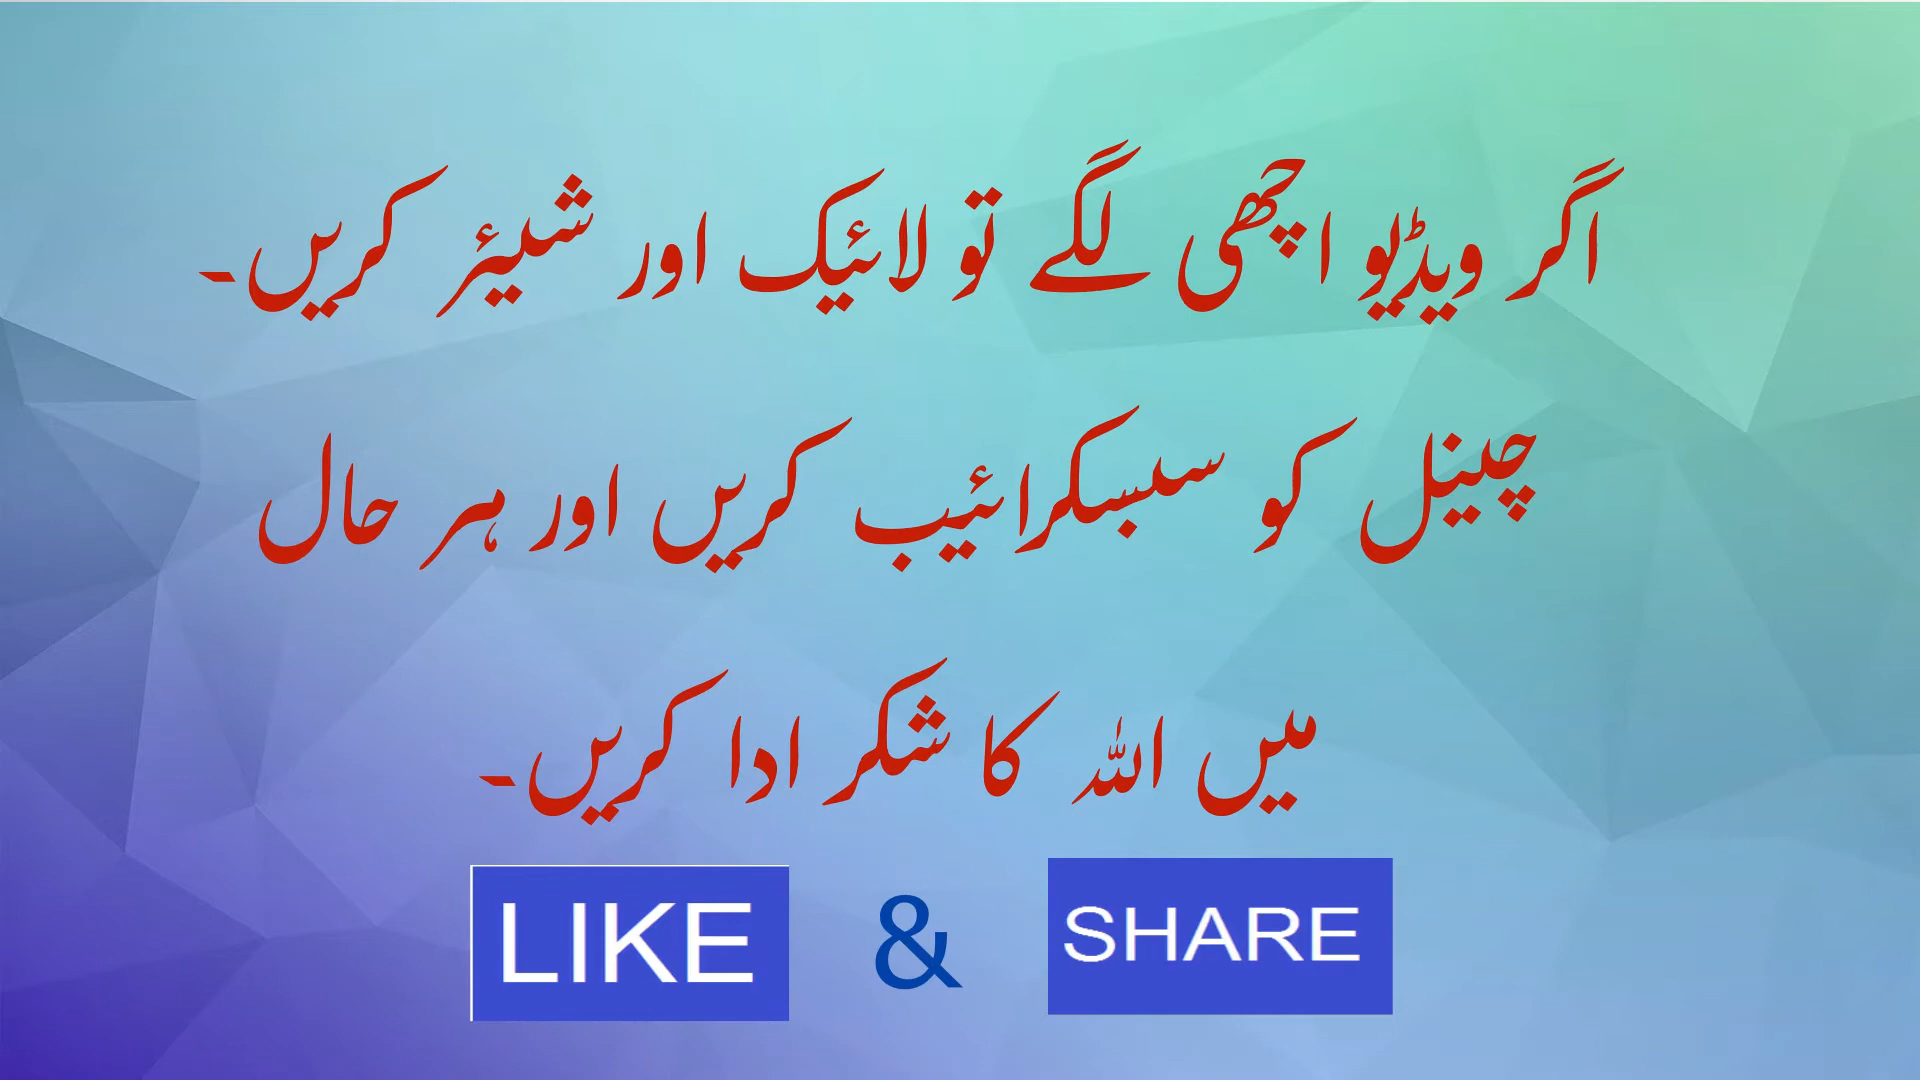 اگر ویڈیو اچھی لگے تو لائیک اور شیئر کریں۔
چینل کو سبسکرائیب کریں اور ہر حال
میں اللہ کا شکر ادا کریں۔
LIKE & SHARE